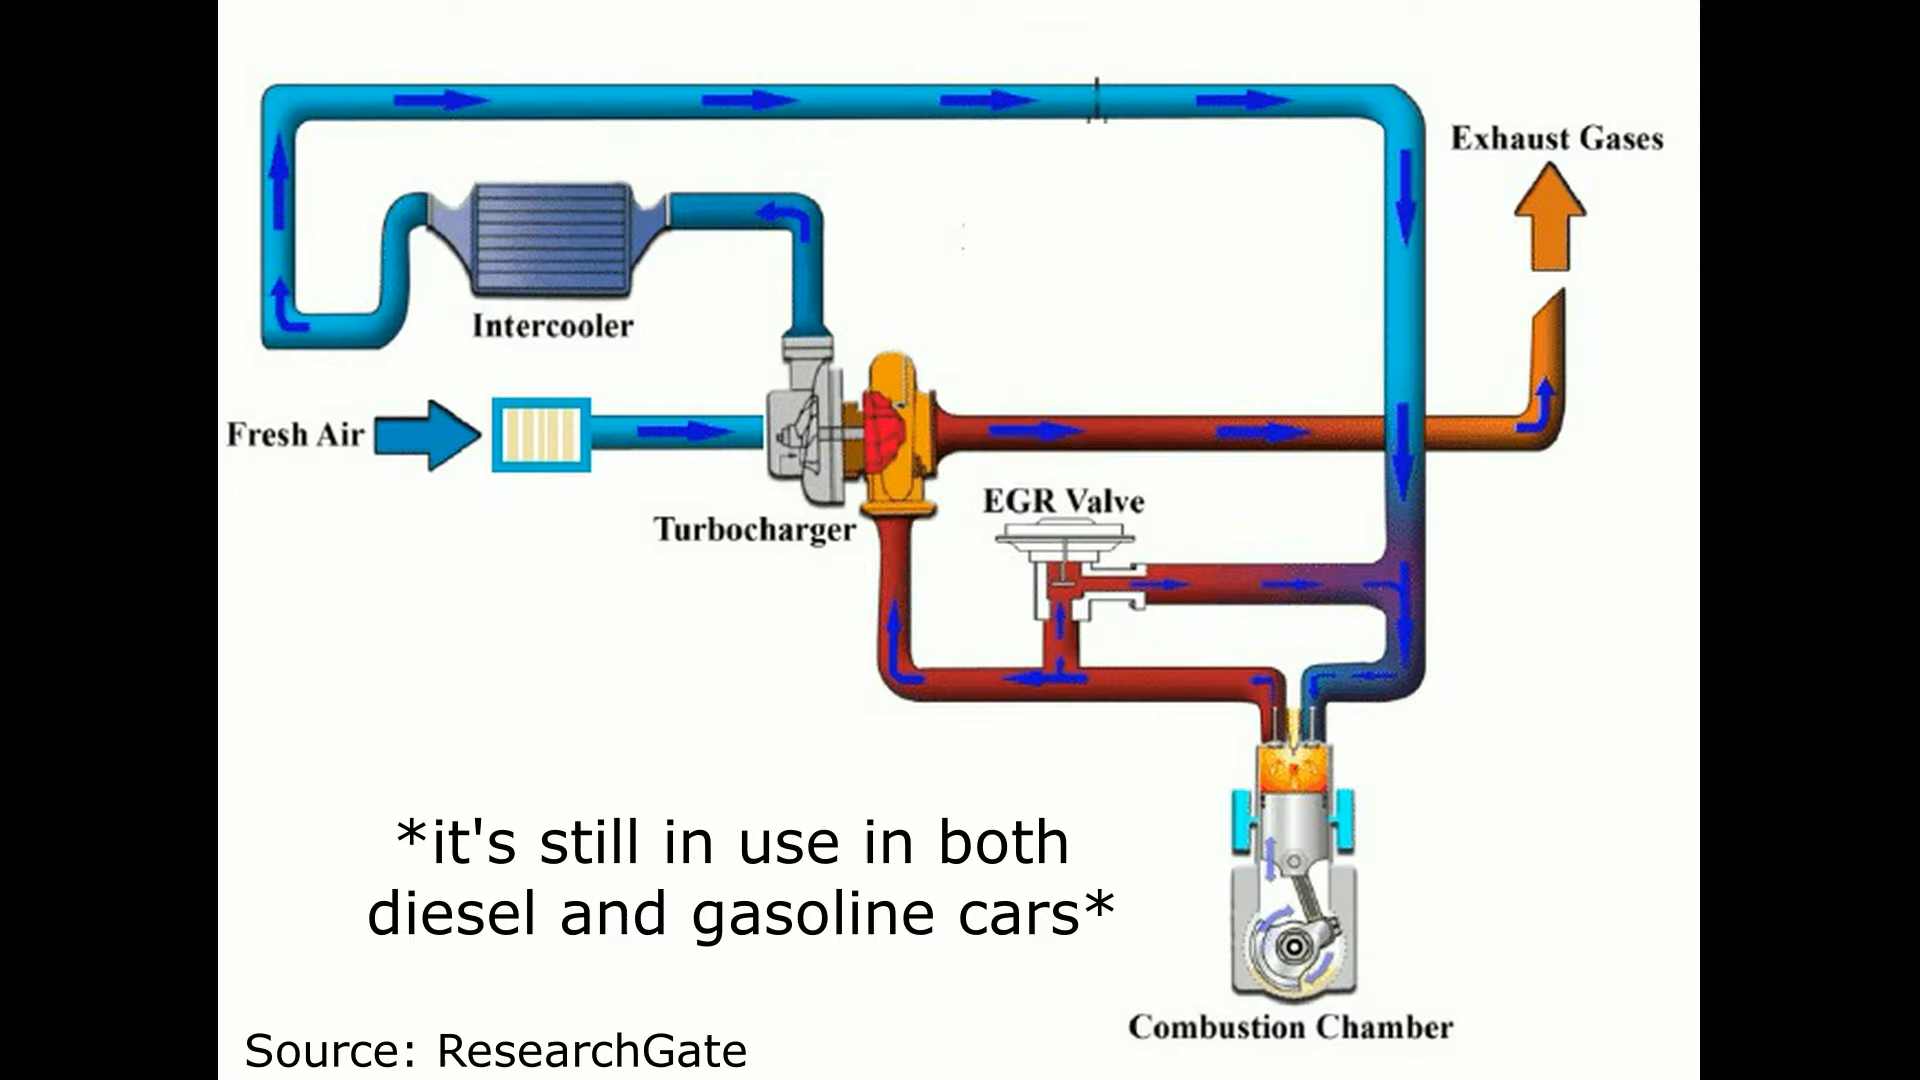 Exhaust Gases
Intercooler
Fresh Air
EGR Valve
Turbocharger
*it's still in use in both
diesel and gasoline cars*
Combustion Chamber
Source: ResearchGate